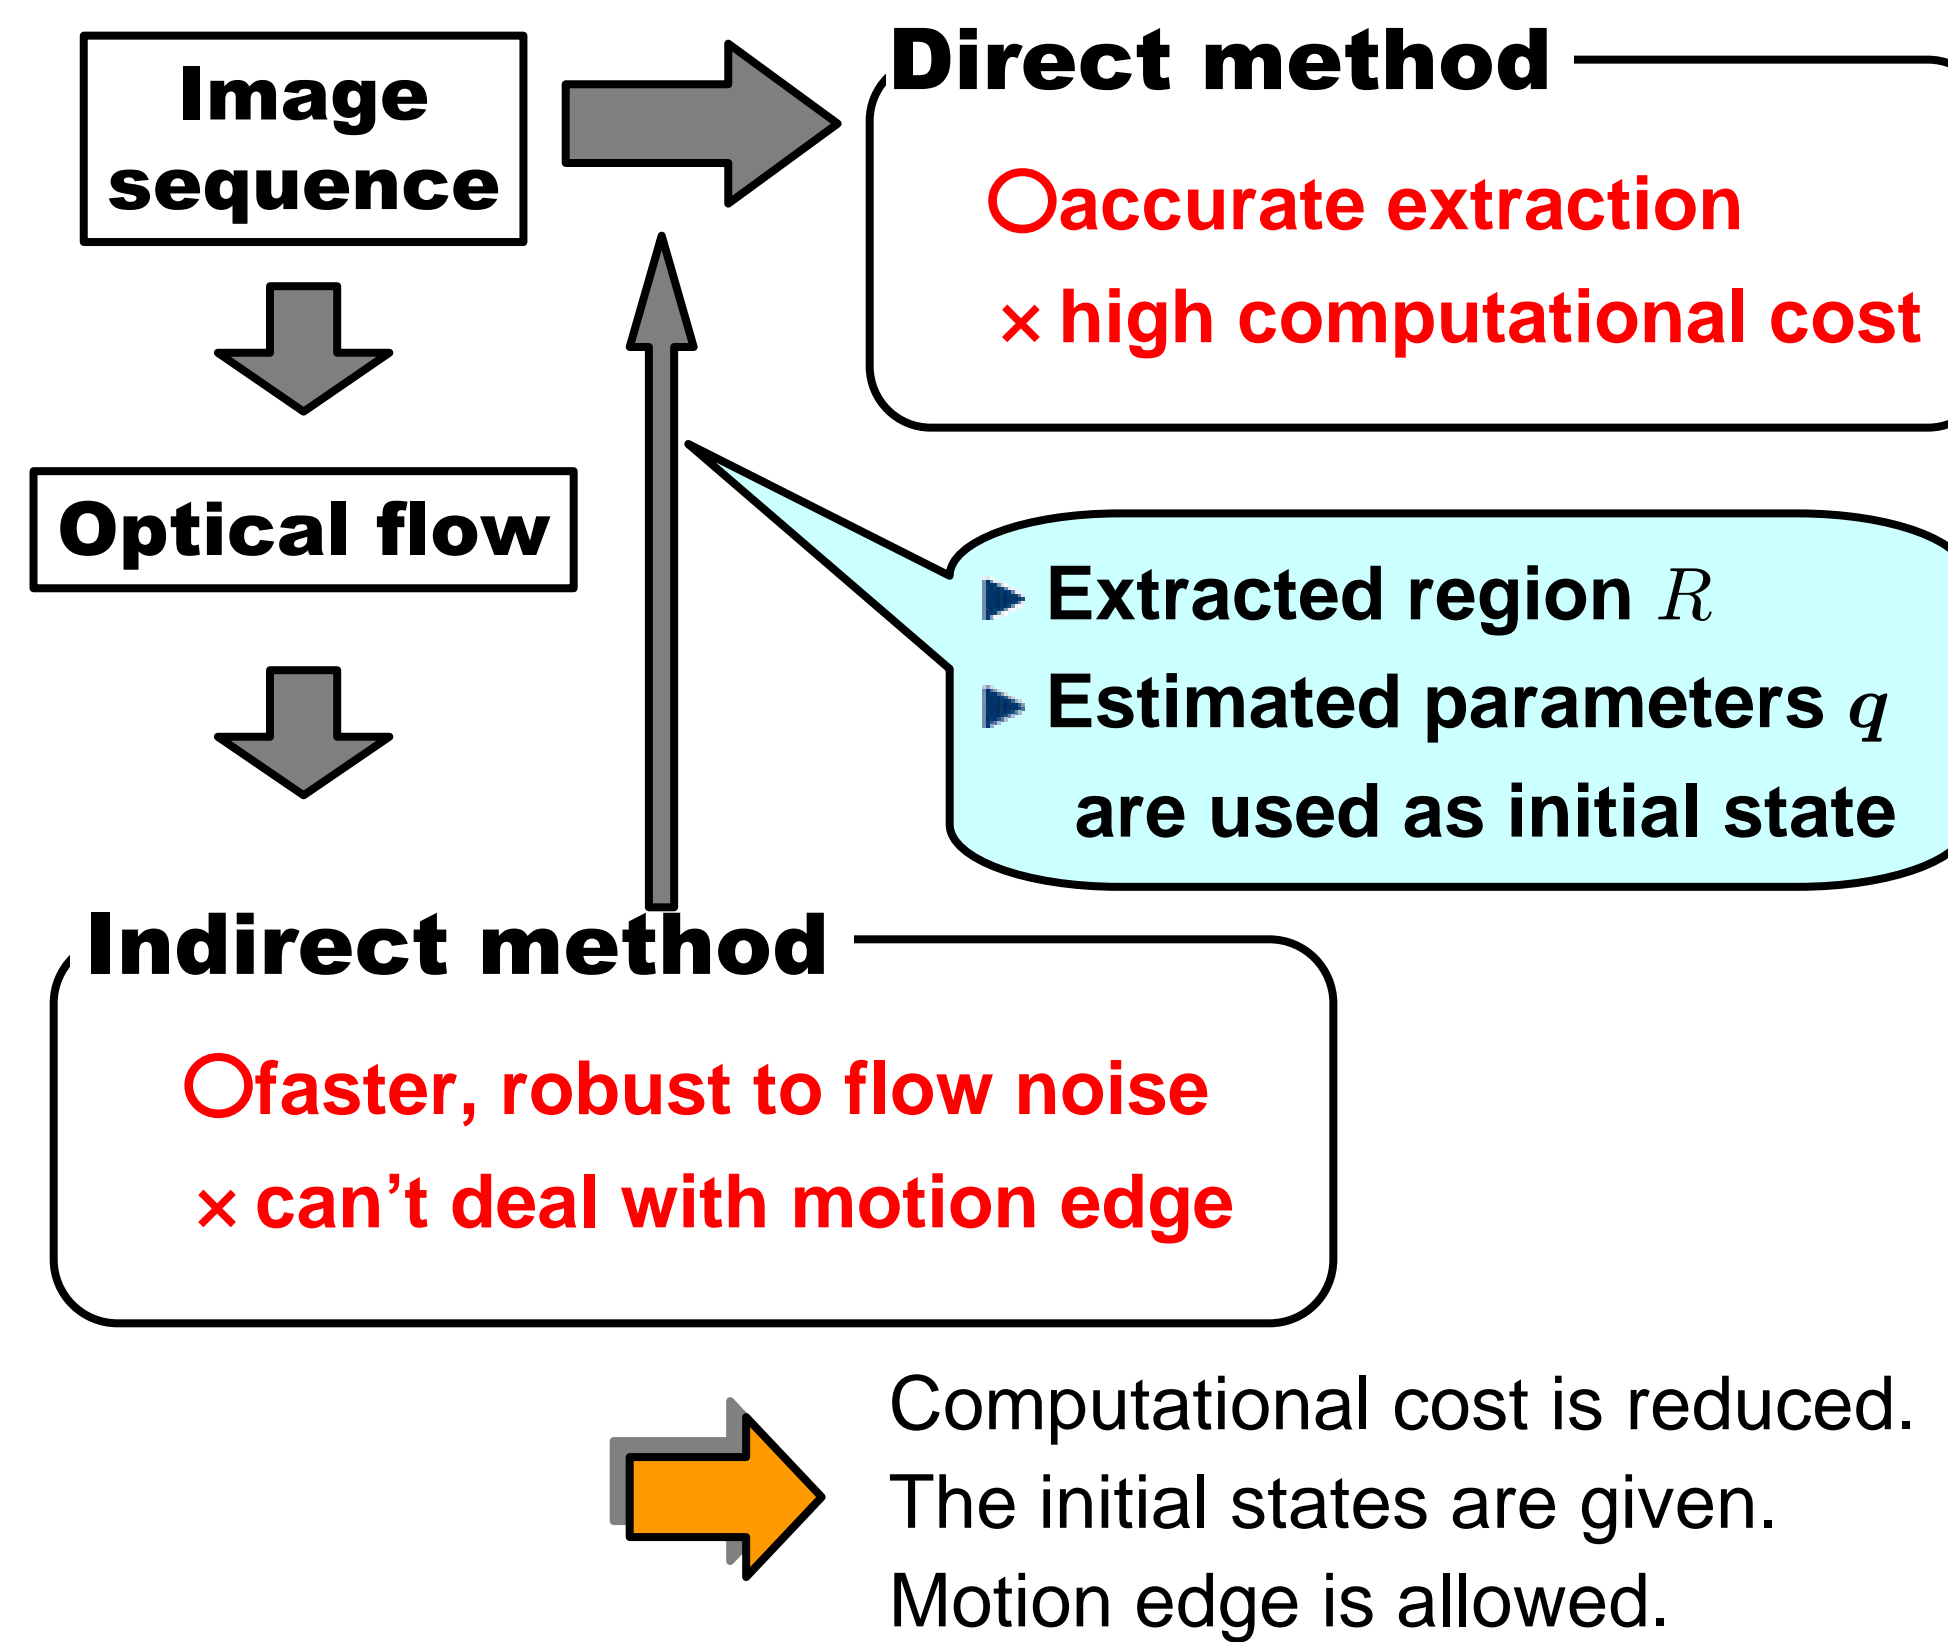 Image
sequence
Direct method
○accurate extraction
× high computational cost
Optical flow
Extracted region R
Estimated parameters q
are used as initial state
Indirect method
○faster, robust to flow noise
× can’t deal with motion edge
Computational cost is reduced.
The initial states are given.
Motion edge is allowed.